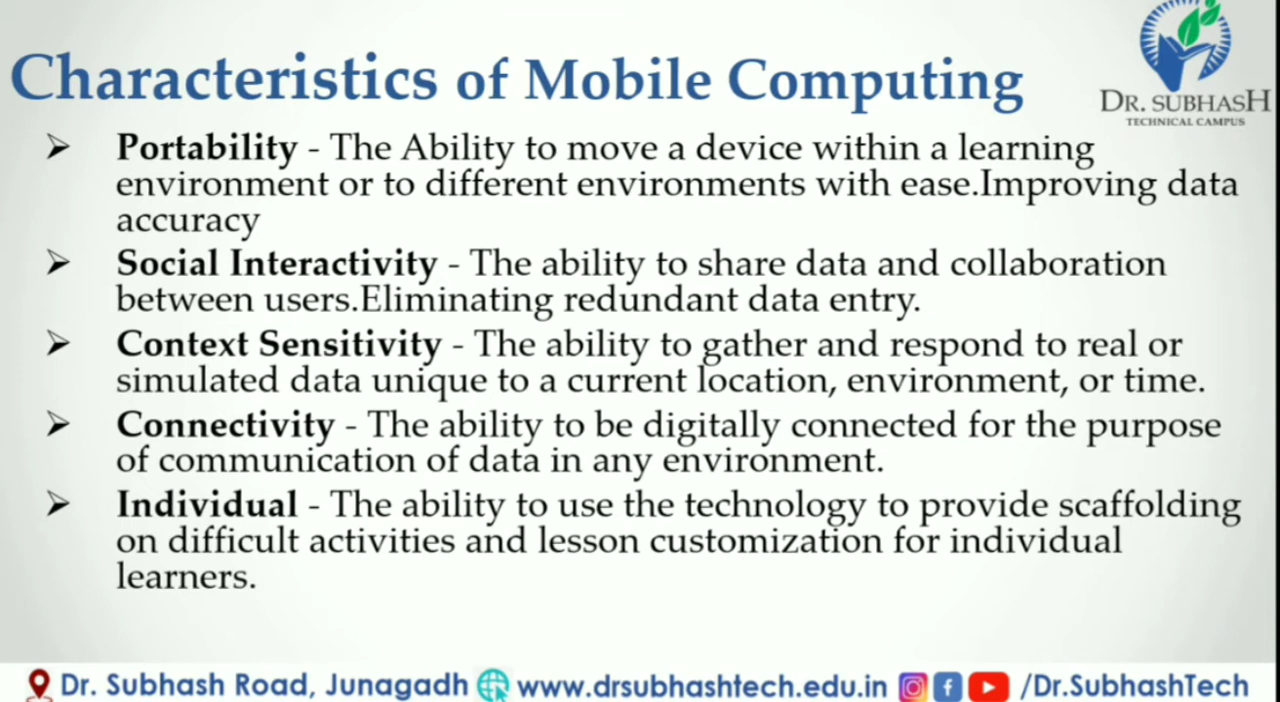 Characteristics of Mobile Computing
DR. SUBHASH
TECHNICAL CAMPUS
➢ Portability - The Ability to move a device within a learning
environment or to different environments with ease.Improving data
accuracy
➢ Social Interactivity - The ability to share data and collaboration
between users.Eliminating redundant data entry.
➢ Context Sensitivity - The ability to gather and respond to real or
simulated data unique to a current location, environment, or time.
➢ Connectivity - The ability to be digitally connected for the purpose
of communication of data in any environment.
➢ Individual - The ability to use the technology to provide scaffolding
on difficult activities and lesson customization for individual
learners.
Dr. Subhash Road, Junagadh www.drsubhashtech.edu.in /Dr.SubhashTech